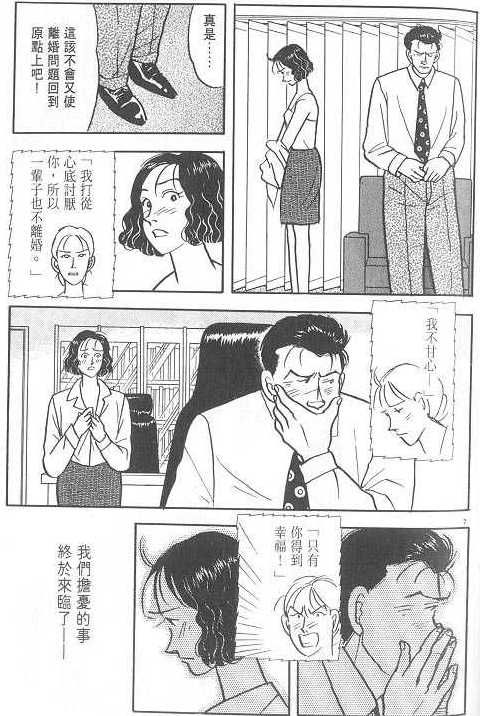 真是……
這該不會又使
離婚問題回到
原點上吧！
「我打從
心底討厭
你，所以
一輩子也不離婚。」
「我不甘心—
7
「只有
你得到
幸福！」
我們擔憂的事
終於來臨了——